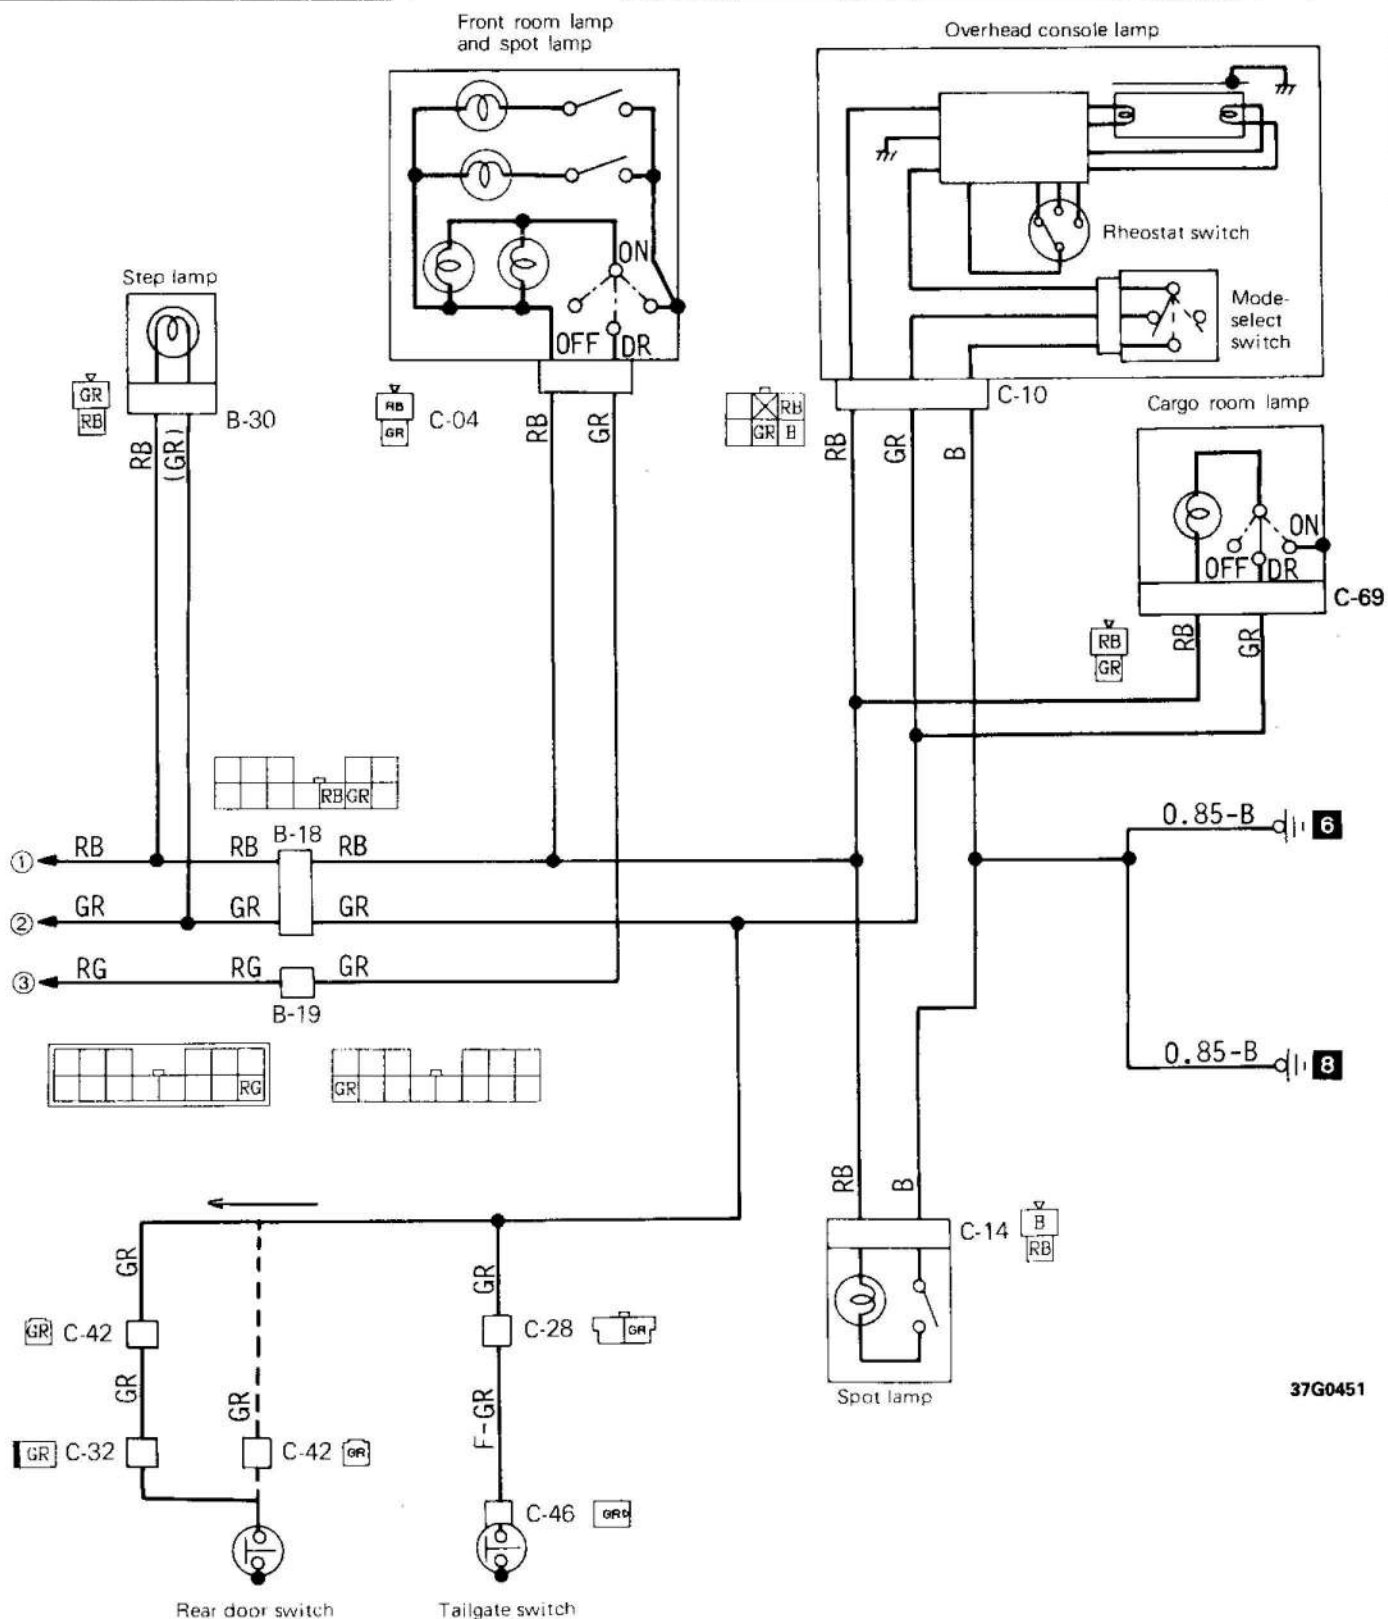 Front room lamp
and spot lamp
Overhead console lamp
Rheostat switch
Mode-
select
switch
ON
OFF
DR
Step lamp
GR
RB
B-30
RB
(GR)
RB
GR
C-04
RB
GR
RB
GR
B
C-10
RB
GR
B
Cargo room lamp
ON
OFF
DR
C-69
RB
GR
RB
GR
RB
GR
B-18
① RB
RB
RB
② GR
GR
GR
③ RG
RG
GR
B-19
RG
GR
0.85-B
6
0.85-B
8
RB
B
C-14
B
RB
Spot lamp
GR
GR
GR
C-42
C-28
GR
GR
GR
F-GR
GR
C-32
C-42
GR
C-46
GR
Rear door switch
Tailgate switch
37G0451